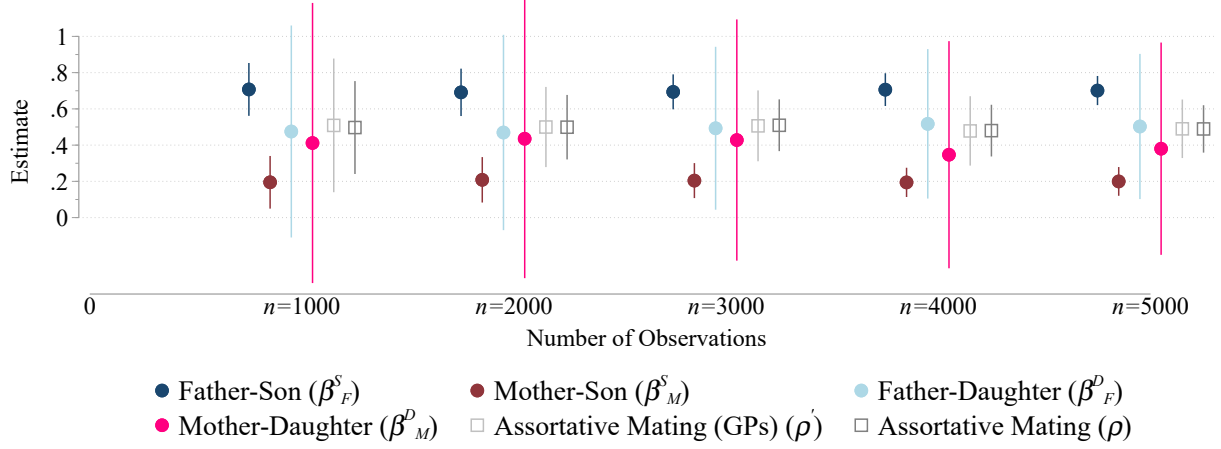 1
.8
.6
.4
.2
0
Estimate
0 n=1000 n=2000 n=3000 n=4000 n=5000
Number of Observations
Father-Son (β^S_F) Mother-Son (β^S_M) Father-Daughter (β^D_F)
Mother-Daughter (β^D_M) Assortative Mating (GPs) (ρ′) Assortative Mating (ρ)